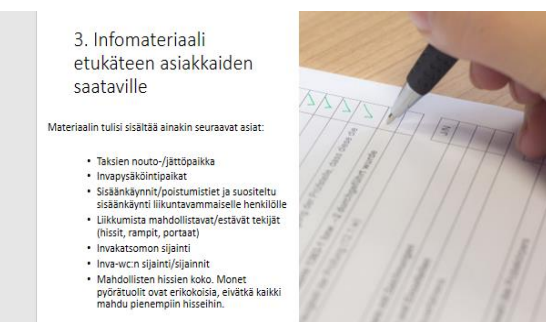 3. Infomateriaali
etukäteen asiakkaiden
saataville
Materiaalin tulisi sisältää ainakin seuraavat asiat:
• Taksien nouto-/jättöpaikka
• Invapysäköintipaikat
• Sisäänkäynnit/poistumistiet ja suositeltu
sisäänkäynti liikuntavammaiselle henkilölle
• Liikkumista mahdollistavat/estävät tekijät
(hissit, rampit, portaat)
• Invakatsomon sijainti
• Inva-wc:n sijainti/sijainnit
• Mahdollisten hissien koko. Monet
pyörätuolit ovat erikokoisia, eivätkä kaikki
mahdu pienempiin hisseihin.